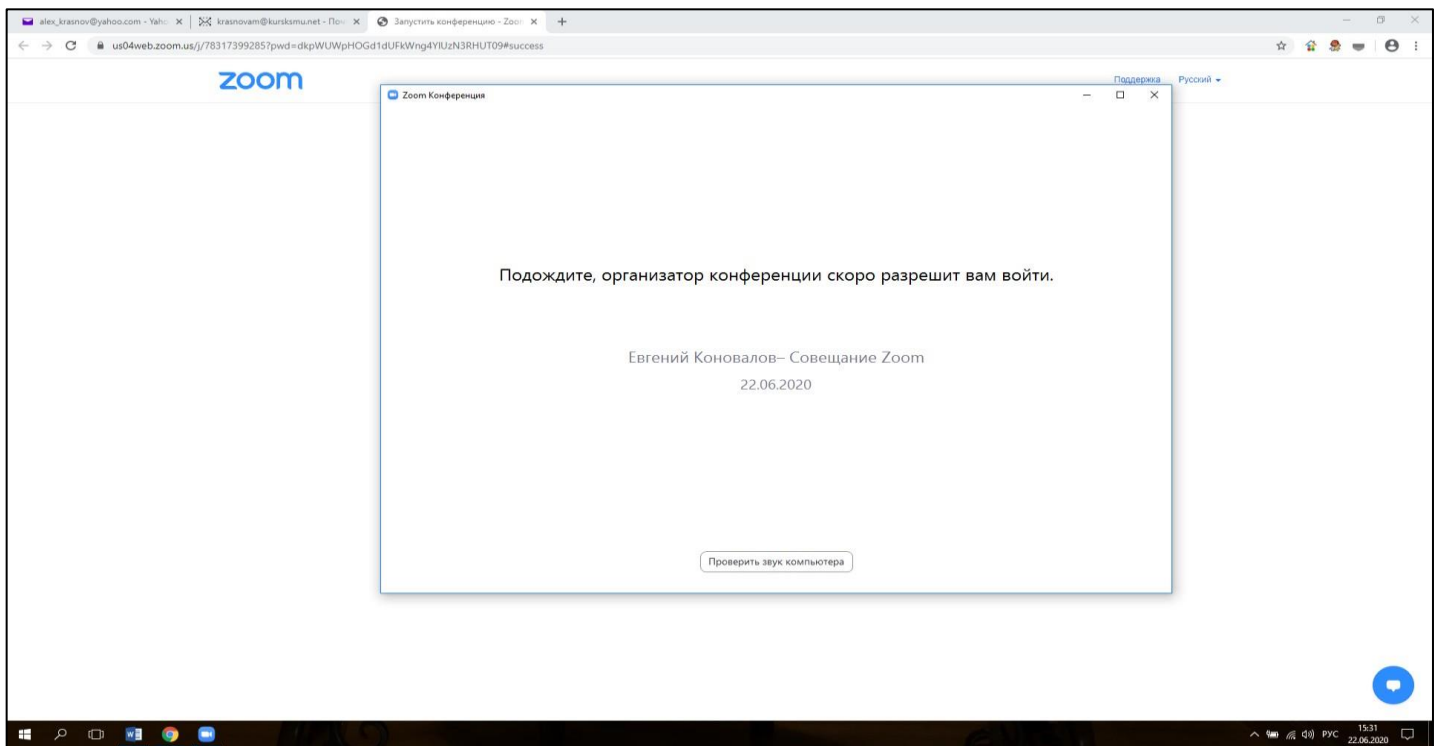 alex_krasnov@yahoo.com - Yaho
krasnovam@kursksmu.net - Поч
Запустить конференцию - Zoom
us04web.zoom.us/j/78317399285?pwd=dkpWUWpHOGd1dUFkWng4YlUzN3RHUT09#success
zoom
Поддержка Русский
Zoom Конференция
Подождите, организатор конференции скоро разрешит вам войти.
Евгений Коновалов– Совещание Zoom
22.06.2020
Проверить звук компьютера
РУС
15:31
22.06.2020